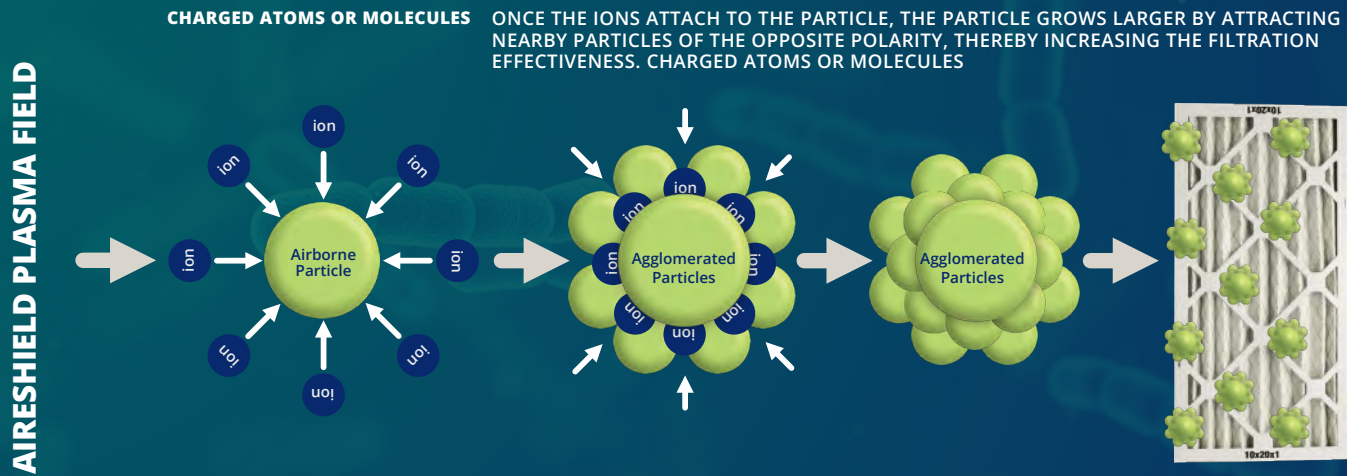 AIRESHIELD PLASMA FIELD
CHARGED ATOMS OR MOLECULES
ONCE THE IONS ATTACH TO THE PARTICLE, THE PARTICLE GROWS LARGER BY ATTRACTING
NEARBY PARTICLES OF THE OPPOSITE POLARITY, THEREBY INCREASING THE FILTRATION
EFFECTIVENESS. CHARGED ATOMS OR MOLECULES
ion
ion
ion
ion
Airborne
Particle
ion
ion
ion
ion
ion
ion
ion
ion
Agglomerated
Particles
ion
ion
ion
ion
Agglomerated
Particles
10x20x1
10x20x1